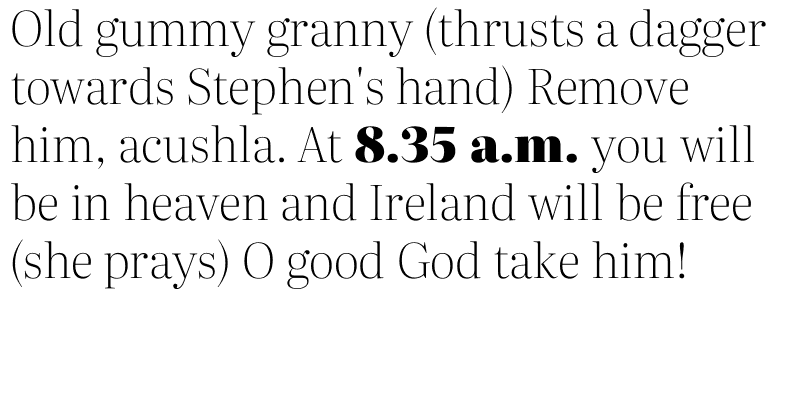 Old gummy granny (thrusts a dagger
towards Stephen's hand) Remove
him, acushla. At 8.35 a.m. you will
be in heaven and Ireland will be free
(she prays) O good God take him!